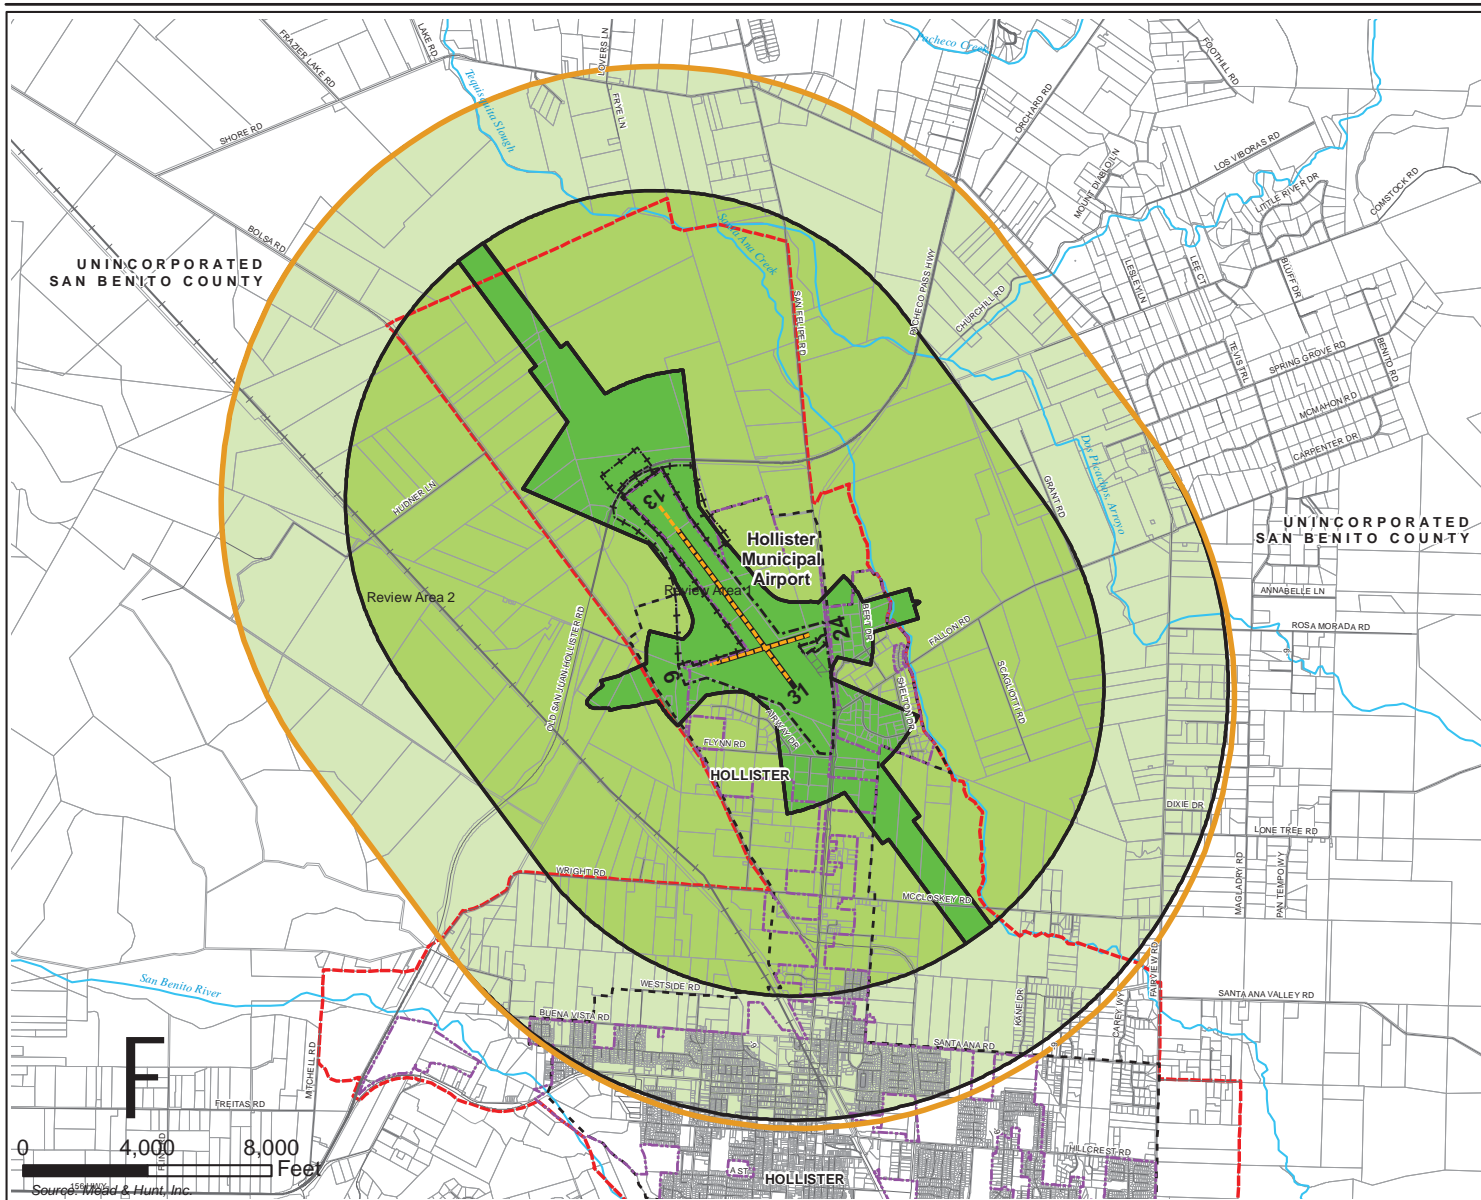 LAKE RD
FRAZIER LAKE RD
LOVERS LN
Pacheco Creek
FOOTHILL RD
Tequisquita Slough
FRYE LN
ORCHARD RD
SHORE RD
LOS VIBORAS RD
MOUNT DIABLO LN
LITTLE RIVER DR
COMSTOCK RD
BOLSA RD
Santa Ana Creek
UNINCORPORATED
SAN BENITO COUNTY
PACHECO PASS HWY
LESLEY LN
LEE CT
BLUFF DR
SAN FELIPE RD
CHURCHILL RD
TEVIS TRL
SPRING GROVE RD
BENITO RD
MCMAHON RD
CARPENTER DR
Dos Picachos Arroyo
HUDNER LN
GRANT RD
13
Hollister
Municipal
Airport
UNINCORPORATED
SAN BENITO COUNTY
Review Area 2
Review Area 1
ANNABELLE LN
ROSA MORADA RD
BERT DR
24
FALLON RD
OLD SAN JUAN HOLLISTER RD
6
31
SHELTON DR
SCAGLIOTTI RD
AIRWAY DR
FLYNN RD
HOLLISTER
DIXIE DR
LONE TREE RD
WRIGHT RD
MCCLOSKEY RD
MAGLADRY RD
PAN TEMPO WY
FAIRVIEW RD
San Benito River
WESTSIDE RD
SANTA ANA VALLEY RD
BUENA VISTA RD
KANE DR
CAREY WY
SANTA ANA RD
MITCHELL RD
FREITAS RD
HILLCREST RD
A ST
HOLLISTER
0 4,000 8,000
Feet
156 HWY
Source: Mead & Hunt, Inc.